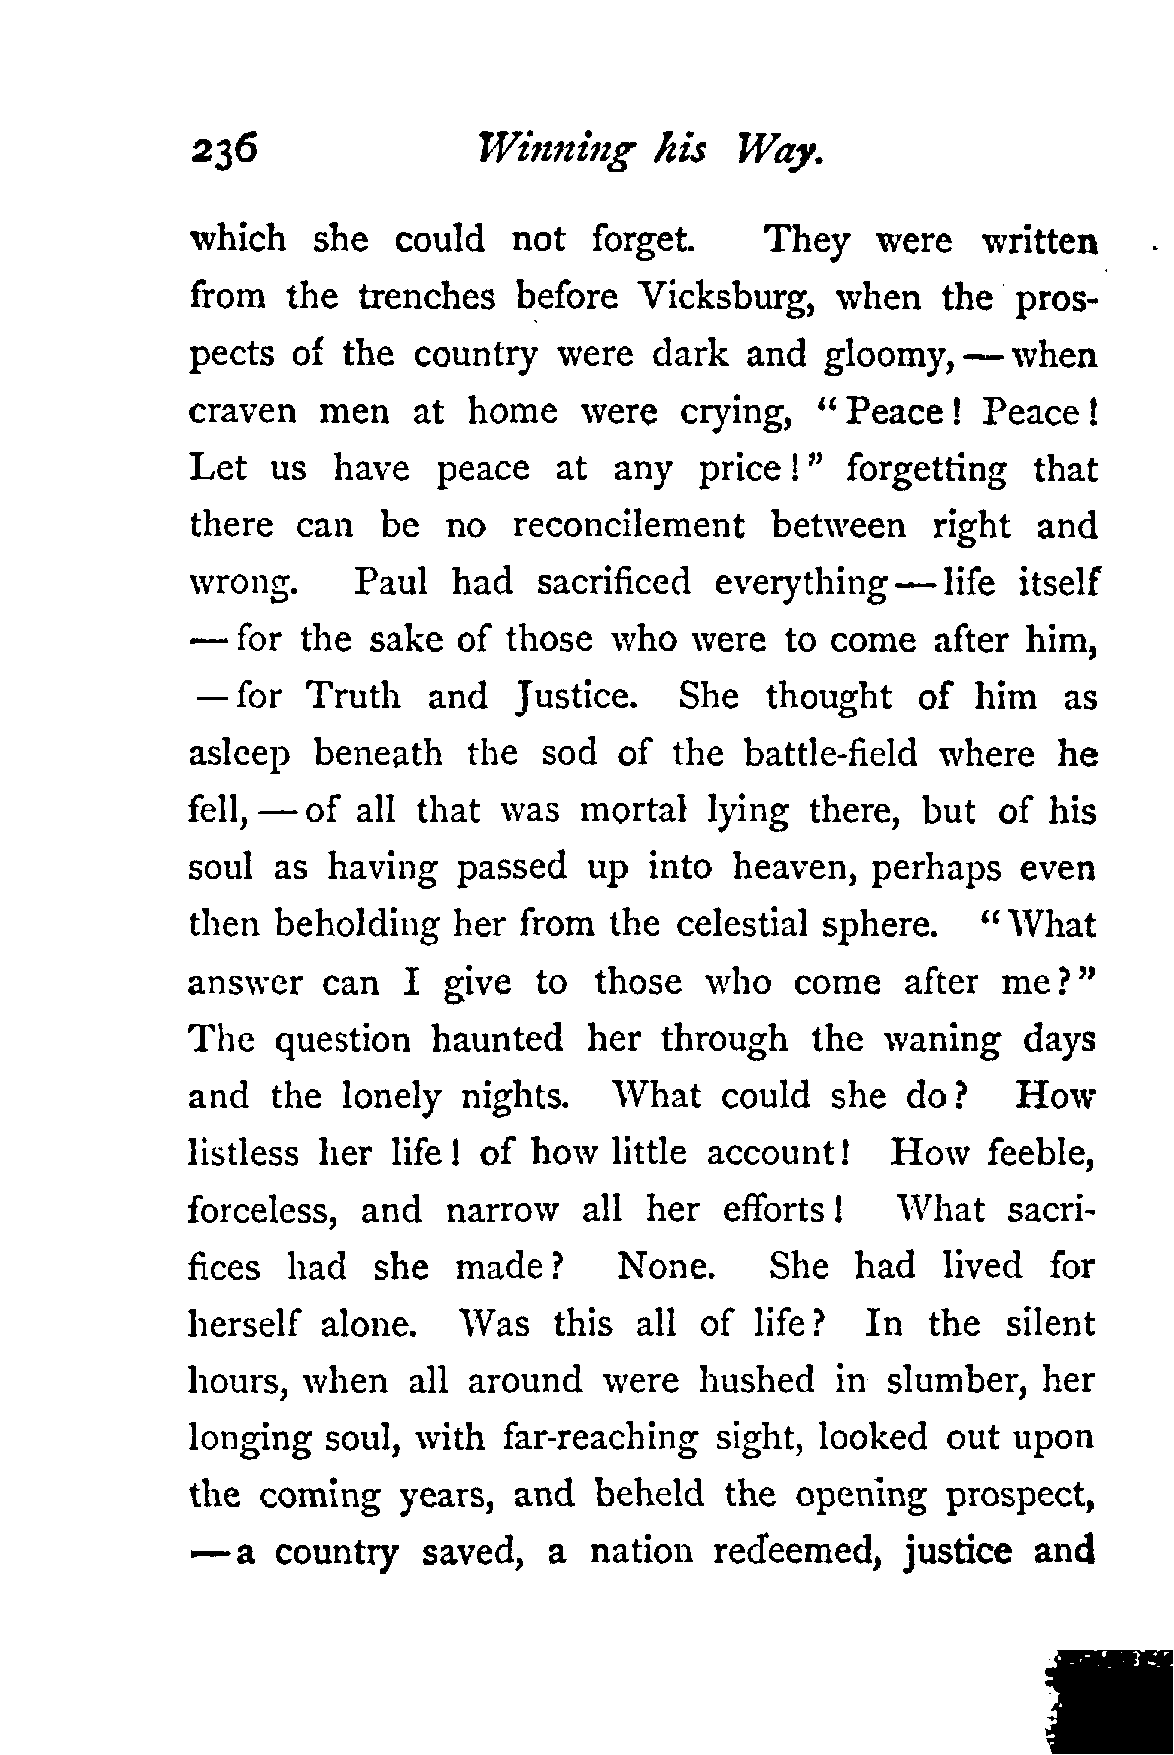 236 Winning his Way.
which she could not forget. They were written
from the trenches before Vicksburg, when the pros-
pects of the country were dark and gloomy, — when
craven men at home were crying, “Peace! Peace!
Let us have peace at any price!” forgetting that
there can be no reconcilement between right and
wrong. Paul had sacrificed everything — life itself
— for the sake of those who were to come after him,
— for Truth and Justice. She thought of him as
asleep beneath the sod of the battle-field where he
fell, — of all that was mortal lying there, but of his
soul as having passed up into heaven, perhaps even
then beholding her from the celestial sphere. “What
answer can I give to those who come after me?”
The question haunted her through the waning days
and the lonely nights. What could she do? How
listless her life! of how little account! How feeble,
forceless, and narrow all her efforts! What sacri-
fices had she made? None. She had lived for
herself alone. Was this all of life? In the silent
hours, when all around were hushed in slumber, her
longing soul, with far-reaching sight, looked out upon
the coming years, and beheld the opening prospect,
— a country saved, a nation redeemed, justice and